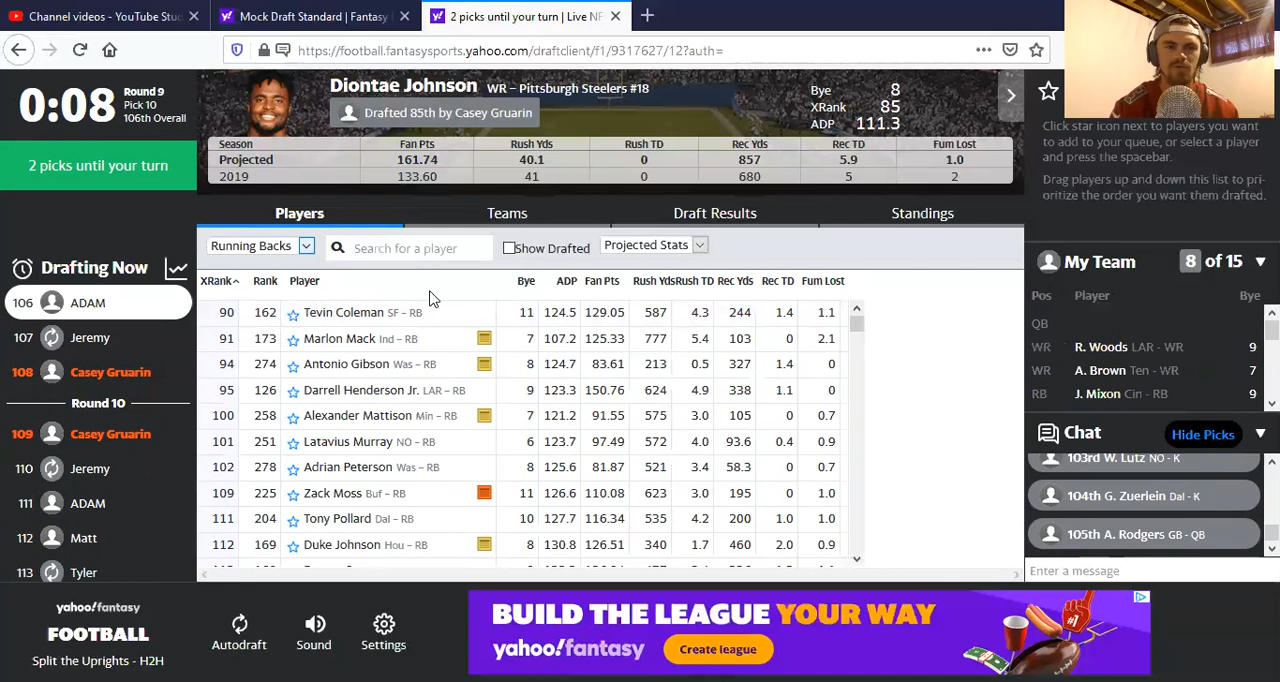 Channel videos - YouTube Stud
Mock Draft Standard | Fantasy
2 picks until your turn | Live NF
https://football.fantasysports.yahoo.com/draftclient/f1/9317627/12?auth=
0:08
Round 9
Pick 10
106th Overall
2 picks until your turn
Diontae Johnson WR – Pittsburgh Steelers #18
Drafted 85th by Casey Gruarin
Bye 8
XRank 85
ADP 111.3
Season Fan Pts Rush Yds Rush TD Rec Yds Rec TD Fum Lost
Projected 161.74 40.1 0 857 5.9 1.0
2019 133.60 41 0 680 5 2
Players Teams Draft Results Standings
Running Backs Search for a player Show Drafted Projected Stats
XRank Rank Player Bye ADP Fan Pts Rush Yds Rush TD Rec Yds Rec TD Fum Lost
90 162 Tevin Coleman SF – RB 11 124.5 129.05 587 4.3 244 1.4 1.1
91 173 Marlon Mack Ind – RB 7 107.2 125.33 777 5.4 103 0 2.1
94 274 Antonio Gibson Was – RB 8 124.7 83.61 213 0.5 327 1.4 0
95 126 Darrell Henderson Jr. LAR – RB 9 123.3 150.76 624 4.9 338 1.1 0
100 258 Alexander Mattison Min – RB 7 121.2 91.55 575 3.0 105 0 0.7
101 251 Latavius Murray NO – RB 6 123.7 97.49 572 4.0 93.6 0.4 0.9
102 278 Adrian Peterson Was – RB 8 125.6 81.87 521 3.4 58.3 0 0.7
109 225 Zack Moss Buf – RB 11 126.6 110.08 623 3.0 195 0 1.0
111 204 Tony Pollard Dal – RB 10 127.7 116.34 535 4.2 200 1.0 1.0
112 169 Duke Johnson Hou – RB 8 130.8 126.51 340 1.7 460 2.0 0.9
Drafting Now
106 ADAM
107 Jeremy
108 Casey Gruarin
Round 10
109 Casey Gruarin
110 Jeremy
111 ADAM
112 Matt
113 Tyler
Click star icon next to players you want
to add to your queue, or select a player
and press the spacebar.
Drag players up and down this list to pri-
oritize the order you want them drafted.
My Team 8 of 15
Pos Player Bye
QB
WR R. Woods LAR - WR 9
WR A. Brown Ten - WR 7
RB J. Mixon Cin - RB 9
Chat Hide Picks
103rd W. Lutz NO - K
104th G. Zuerlein Dal - K
105th A. Rodgers GB - QB
Enter a message
yahoo!fantasy
FOOTBALL
Split the Uprights - H2H
Autodraft Sound Settings
BUILD THE LEAGUE YOUR WAY
yahoo!fantasy Create league
#1